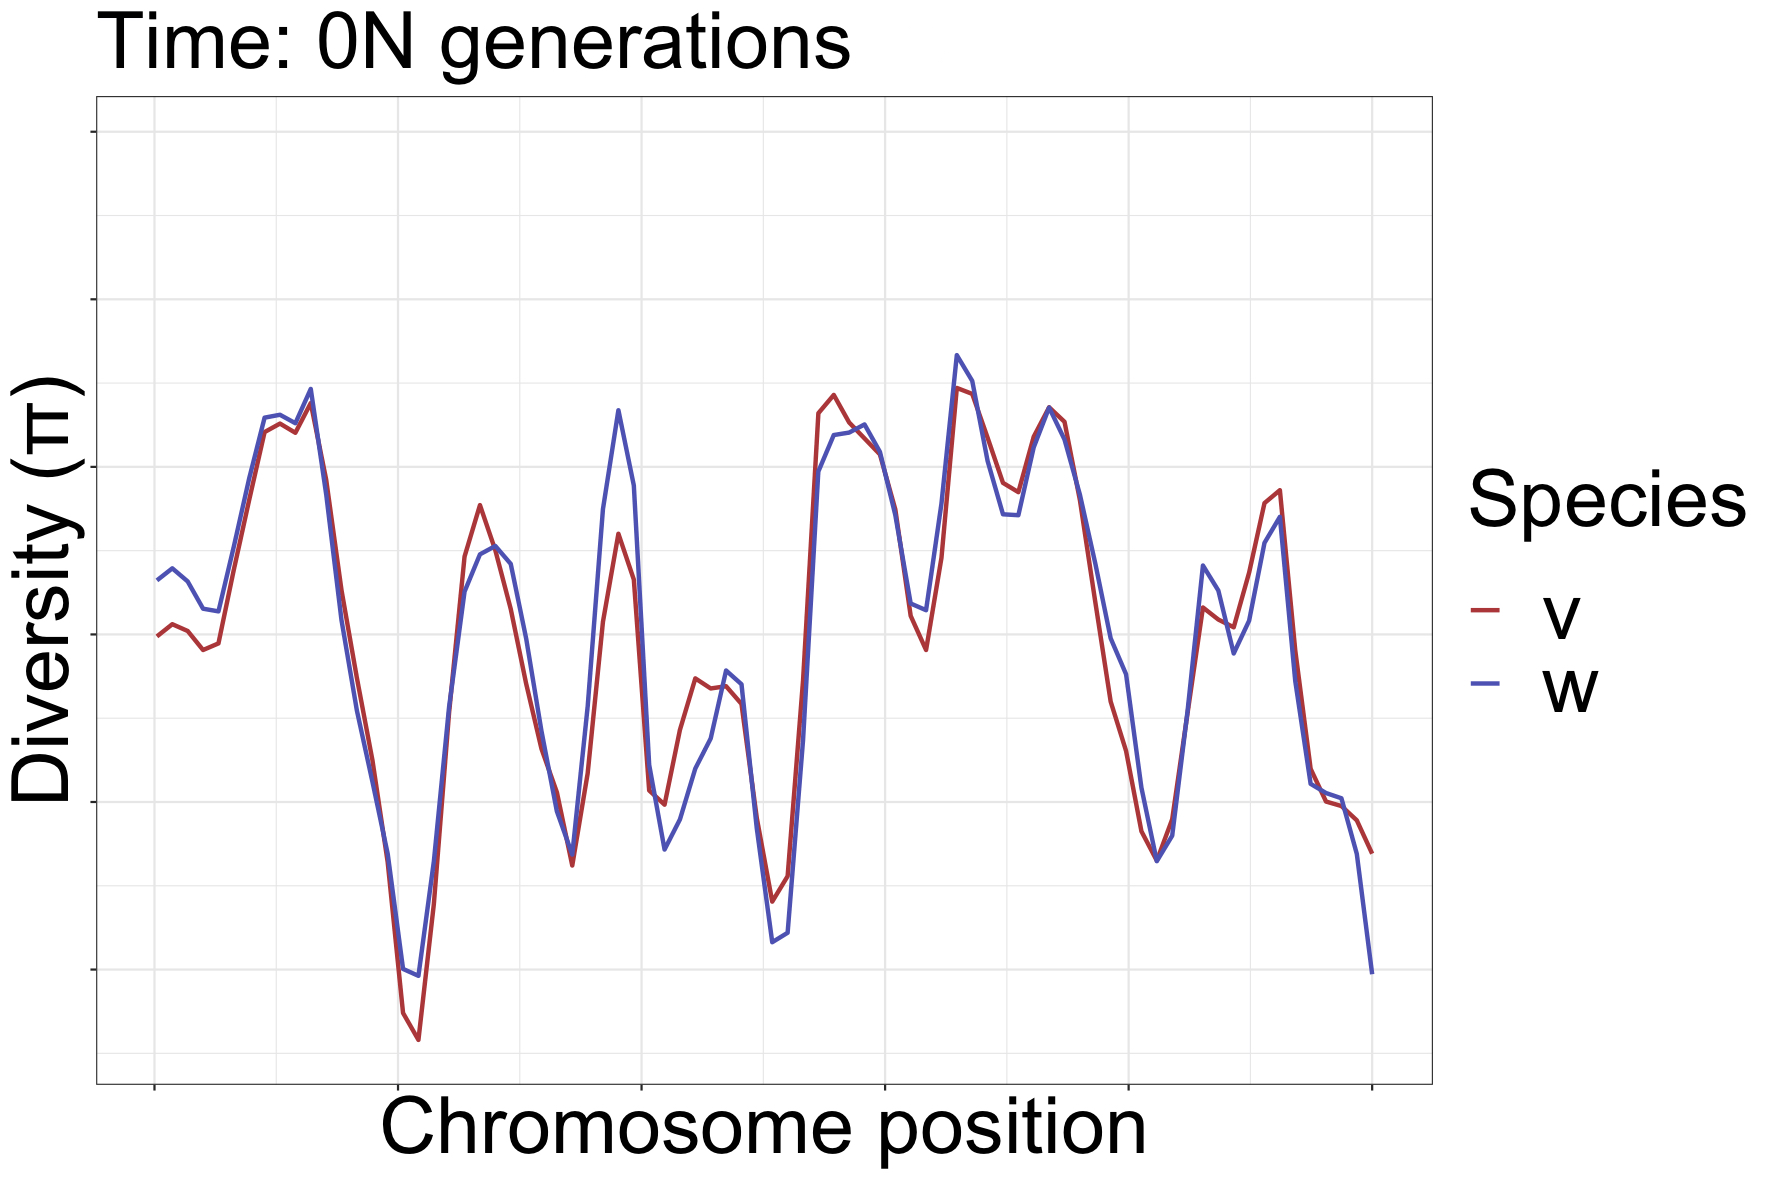 Time: 0N generations
Diversity (π)
Chromosome position
Species
v
w